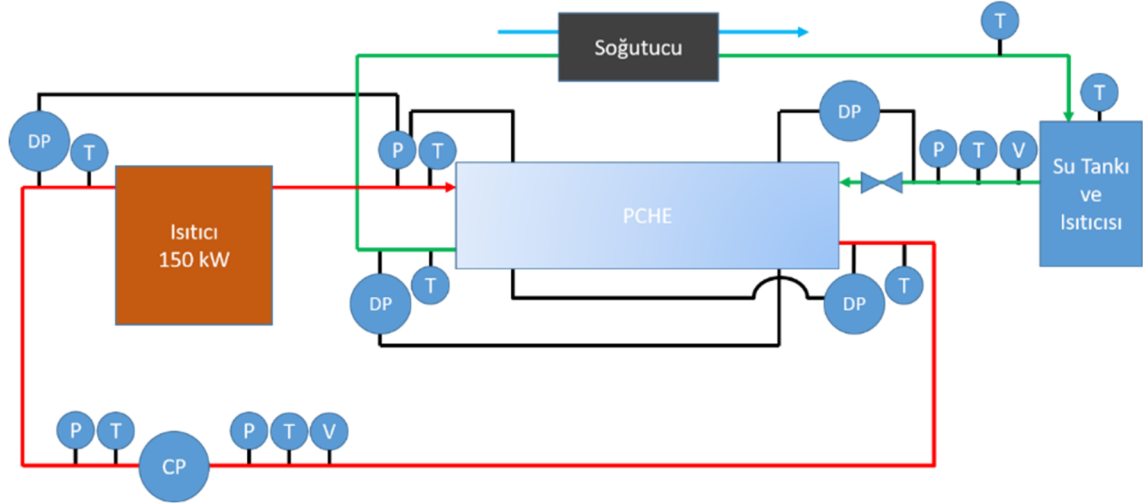 T
Soğutucu
T
DP
DP
T
P
T
P
T
V
Su Tankı
ve
Isıtıcısı
Isıtıcı
150 kW
PCHE
DP
T
DP
T
P
T
CP
P
T
V